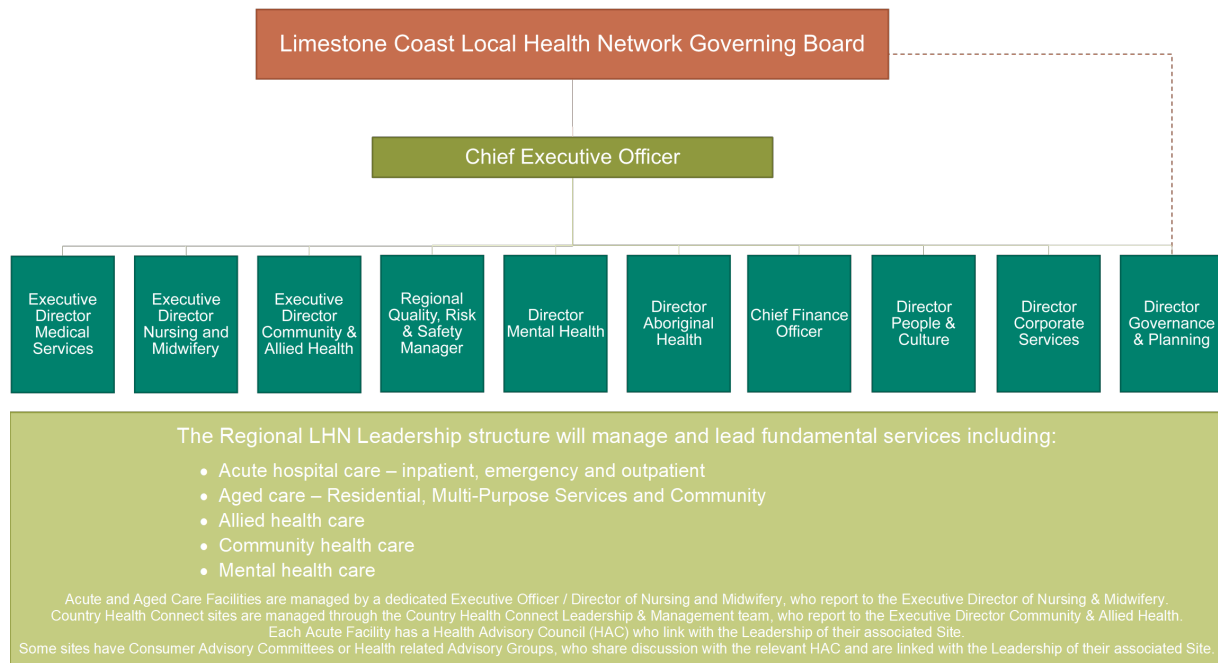 Limestone Coast Local Health Network Governing Board
Chief Executive Officer
Executive
Director
Medical
Services
Executive
Director
Nursing and
Midwifery
Executive
Director
Community &
Allied Health
Regional
Quality, Risk
& Safety
Manager
Director
Mental Health
Director
Aboriginal
Health
Chief Finance
Officer
Director
People &
Culture
Director
Corporate
Services
Director
Governance
& Planning
The Regional LHN Leadership structure will manage and lead fundamental services including:
• Acute hospital care – inpatient, emergency and outpatient
• Aged care – Residential, Multi-Purpose Services and Community
• Allied health care
• Community health care
• Mental health care
Acute and Aged Care Facilities are managed by a dedicated Executive Officer / Director of Nursing and Midwifery, who report to the Executive Director of Nursing & Midwifery.
Country Health Connect sites are managed through the Country Health Connect Leadership & Management team, who report to the Executive Director Community & Allied Health.
Each Acute Facility has a Health Advisory Council (HAC) who link with the Leadership of their associated Site.
Some sites have Consumer Advisory Committees or Health related Advisory Groups, who share discussion with the relevant HAC and are linked with the Leadership of their associated Site.